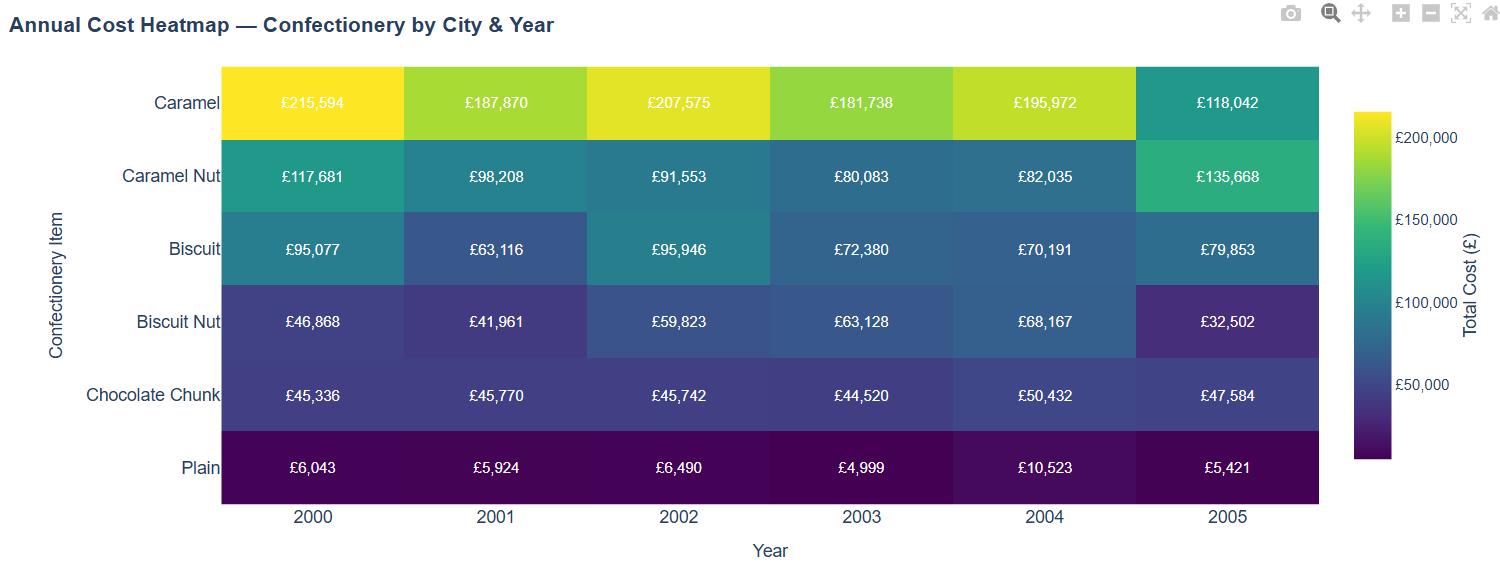 Annual Cost Heatmap — Confectionery by City & Year
Caramel £215,594 £187,870 £207,575 £181,738 £195,972 £118,042
Caramel Nut £117,681 £98,208 £91,553 £80,083 £82,035 £135,668
Biscuit £95,077 £63,116 £95,946 £72,380 £70,191 £79,853
Biscuit Nut £46,868 £41,961 £59,823 £63,128 £68,167 £32,502
Chocolate Chunk £45,336 £45,770 £45,742 £44,520 £50,432 £47,584
Plain £6,043 £5,924 £6,490 £4,999 £10,523 £5,421
2000 2001 2002 2003 2004 2005
Year
Confectionery Item
£200,000
£150,000
£100,000
£50,000
Total Cost (£)